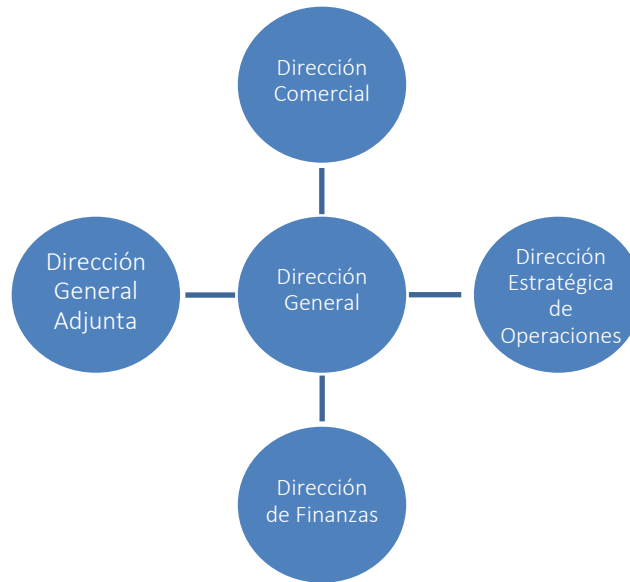 Dirección
Comercial
Dirección
General
Adjunta
Dirección
General
Dirección
Estratégica
de
Operaciones
Dirección
de Finanzas